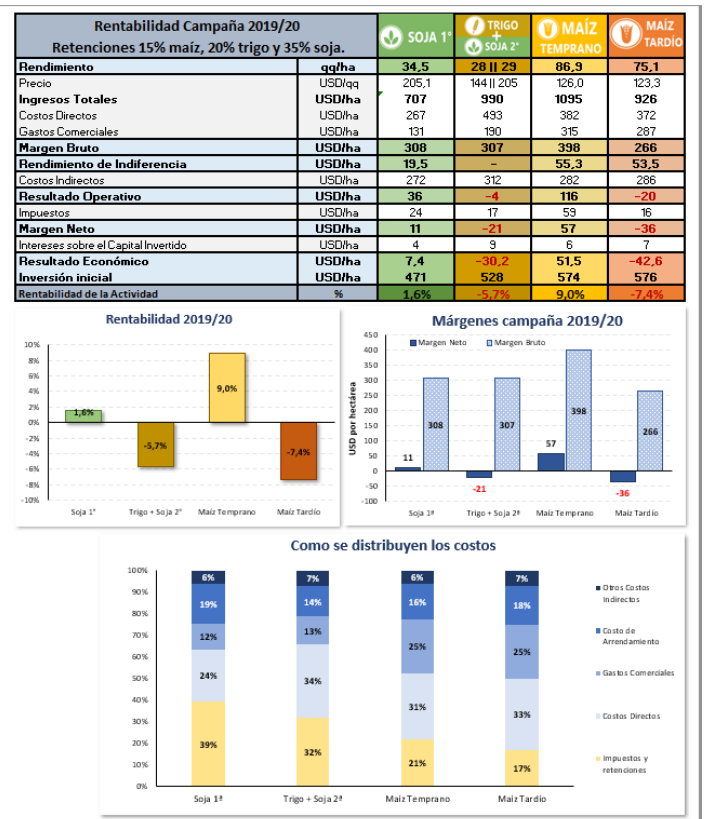 Rentabilidad Campaña 2019/20
Retenciones 15% maíz, 20% trigo y 35% soja.
SOJA 1°
TRIGO
+
SOJA 2°
MAÍZ
TEMPRANO
MAÍZ
TARDÍO
Rendimiento qq/ha 34,5 28 || 29 86,9 75,1
Precio USD/qq 205,1 144 || 205 126,0 123,3
Ingresos Totales USD/ha 707 990 1095 926
Costos Directos USD/ha 267 493 382 372
Gastos Comerciales USD/ha 131 190 315 287
Margen Bruto USD/ha 308 307 398 266
Rendimiento de Indiferencia USD/ha 19,5 - 55,3 53,5
Costos Indirectos USD/ha 272 312 282 286
Resultado Operativo USD/ha 36 -4 116 -20
Impuestos USD/ha 24 17 59 16
Margen Neto USD/ha 11 -21 57 -36
Intereses sobre el Capital Invertido USD/ha 4 9 6 7
Resultado Económico USD/ha 7,4 -30,2 51,5 -42,6
Inversión inicial USD/ha 471 528 574 576
Rentabilidad de la Actividad % 1,6% -5,7% 9,0% -7,4%
Rentabilidad 2019/20
10%
8%
6%
4%
2%
0%
-2%
-4%
-6%
-8%
-10%
1,6%
-5,7%
9,0%
-7,4%
Soja 1° Trigo + Soja 2° Maíz Temprano Maíz Tardío
Márgenes campaña 2019/20
Margen Neto Margen Bruto
USD por hectárea
450
400
350
300
250
200
150
100
50
0
-50
-100
11 308
-21 307
57 398
-36 266
Soja 1ª Trigo + Soja 2ª Maíz Temprano Maíz Tardío
Como se distribuyen los costos
100%
90%
80%
70%
60%
50%
40%
30%
20%
10%
0%
6% 7% 6% 7%
19% 14% 16% 18%
12% 13% 25% 25%
24% 34% 31% 33%
39% 32% 21% 17%
Soja 1ª Trigo + Soja 2ª Maíz Temprano Maíz Tardío
Otros Costos
Indirectos
Costo de
Arrendamiento
Gastos Comerciales
Costos Directos
Impuestos y
retenciones